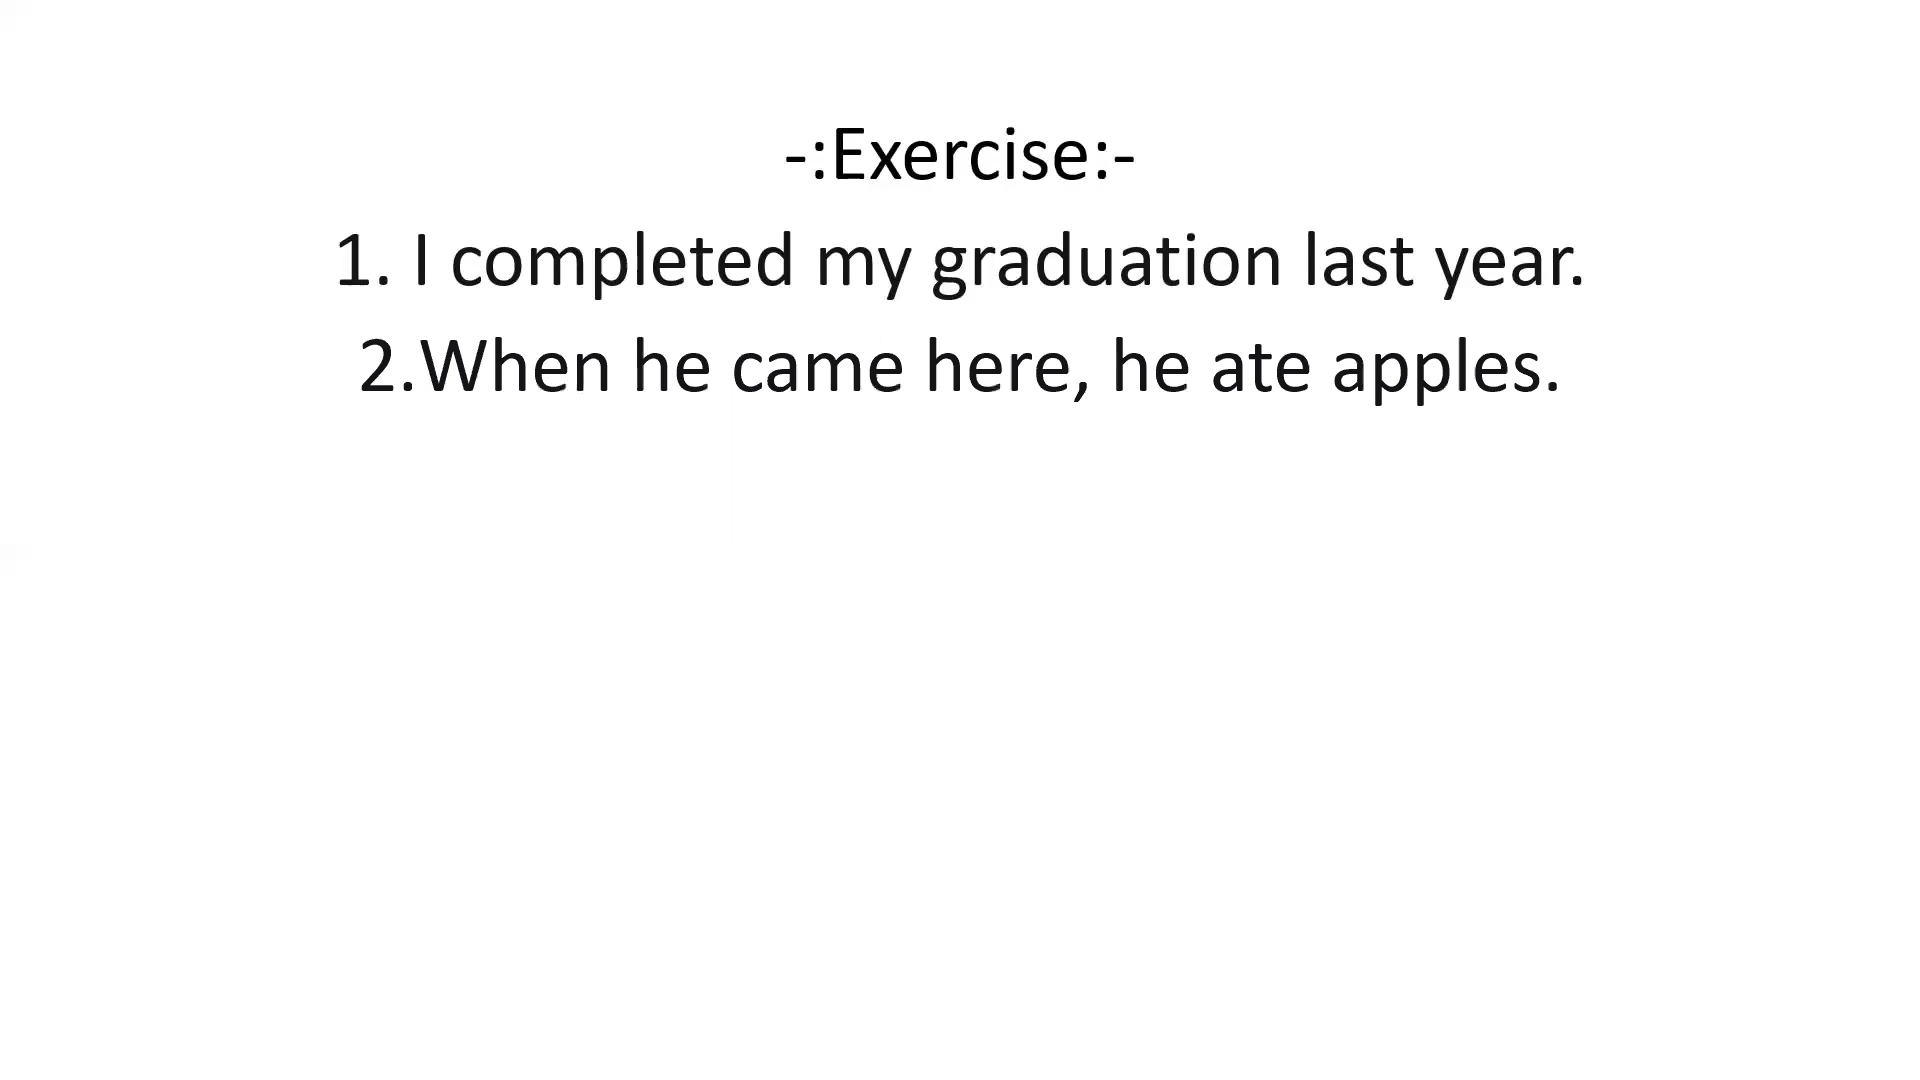 -:Exercise:-
1. I completed my graduation last year.
2.When he came here, he ate apples.